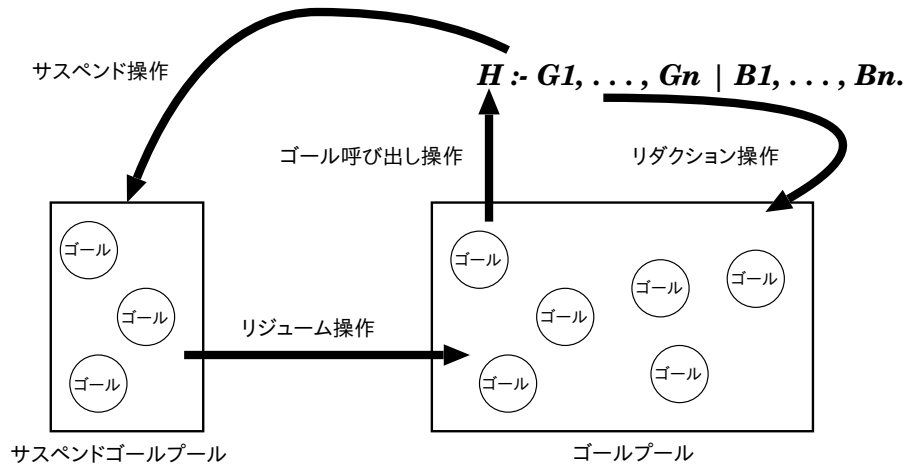 サスペンド操作
H :- G1, . . . , Gn | B1, . . . , Bn.
ゴール呼び出し操作
リダクション操作
ゴール
ゴール
ゴール
リジューム操作
ゴール
ゴール
ゴール
ゴール
ゴール
ゴール
サスペンドゴールプール
ゴールプール